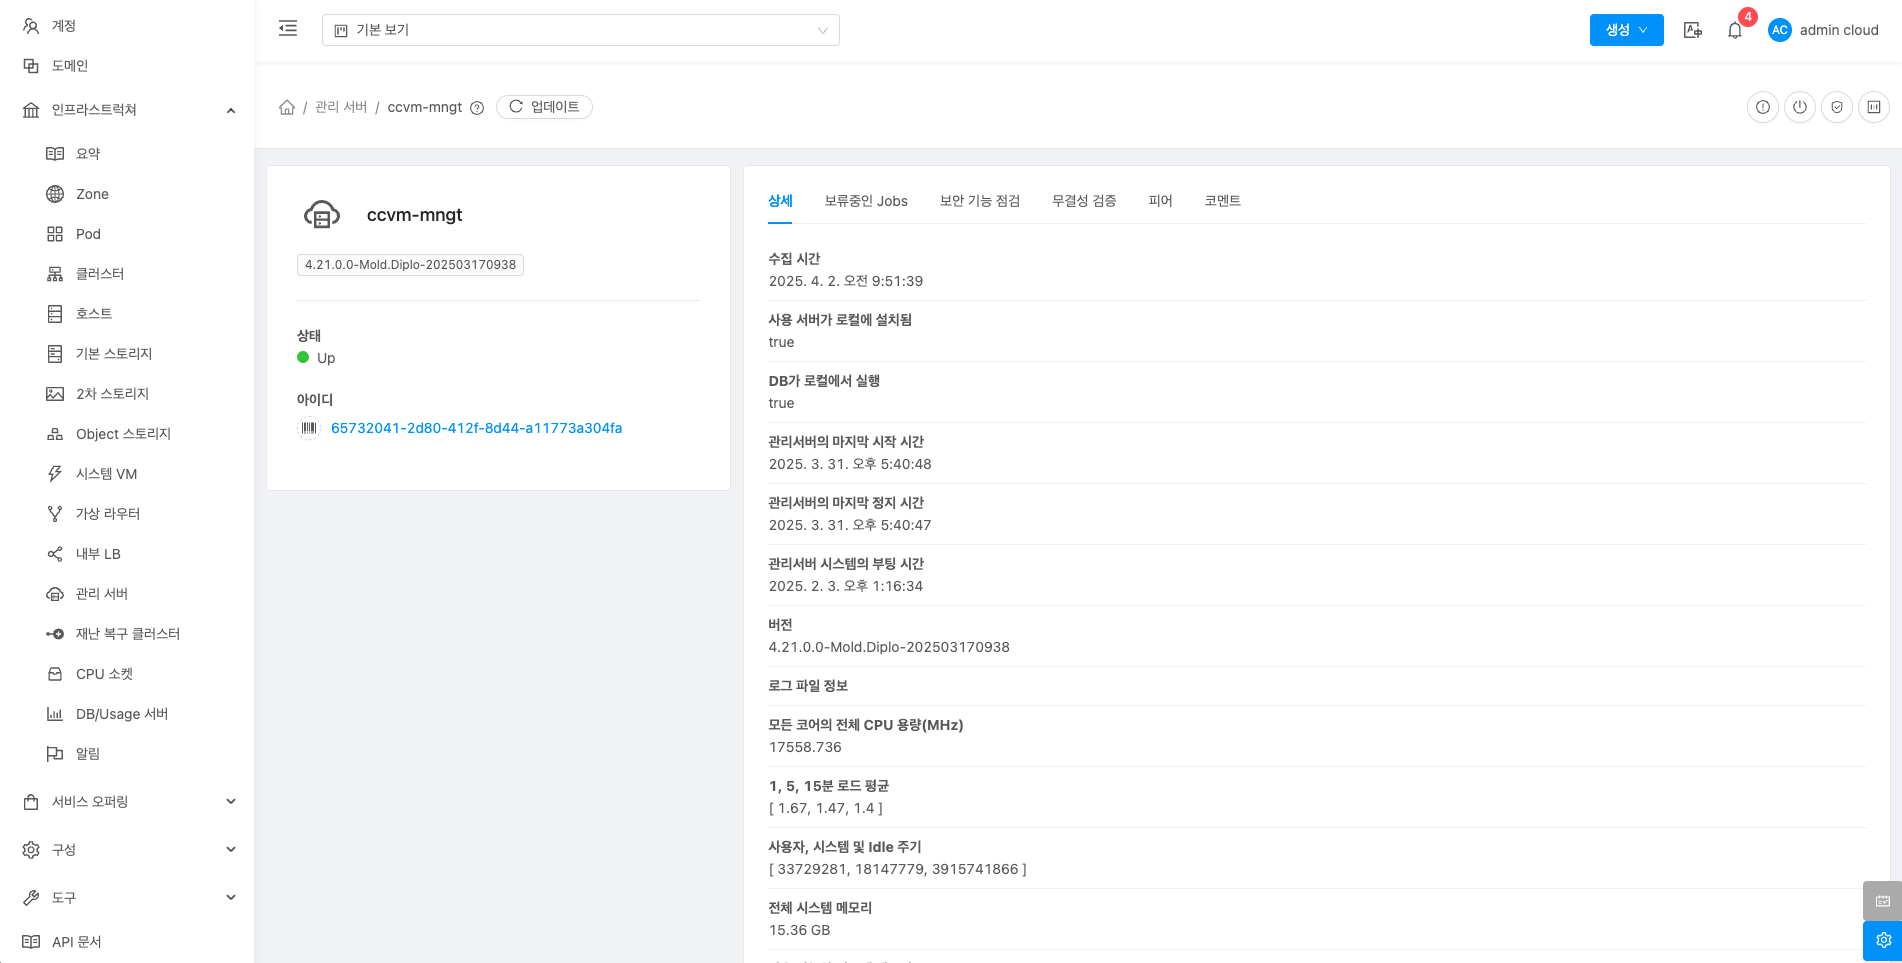 계정
도메인
인프라스트럭쳐
요약
Zone
Pod
클러스터
호스트
기본 스토리지
2차 스토리지
Object 스토리지
시스템 VM
가상 라우터
내부 LB
관리 서버
재난 복구 클러스터
CPU 소켓
DB/Usage 서버
알림
서비스 오퍼링
구성
도구
API 문서
기본 보기
생성
4
AC admin cloud
/ 관리 서버 / ccvm-mngt 업데이트
ccvm-mngt
4.21.0.0-Mold.Diplo-202503170938
상태
Up
아이디
65732041-2d80-412f-8d44-a11773a304fa
상세 보류중인 Jobs 보안 기능 점검 무결성 검증 피어 코멘트
수집 시간
2025. 4. 2. 오전 9:51:39
사용 서버가 로컬에 설치됨
true
DB가 로컬에서 실행
true
관리서버의 마지막 시작 시간
2025. 3. 31. 오후 5:40:48
관리서버의 마지막 정지 시간
2025. 3. 31. 오후 5:40:47
관리서버 시스템의 부팅 시간
2025. 2. 3. 오후 1:16:34
버전
4.21.0.0-Mold.Diplo-202503170938
로그 파일 정보
모든 코어의 전체 CPU 용량(MHz)
17558.736
1, 5, 15분 로드 평균
[ 1.67, 1.47, 1.4 ]
사용자, 시스템 및 Idle 주기
[ 33729281, 18147779, 3915741866 ]
전체 시스템 메모리
15.36 GB